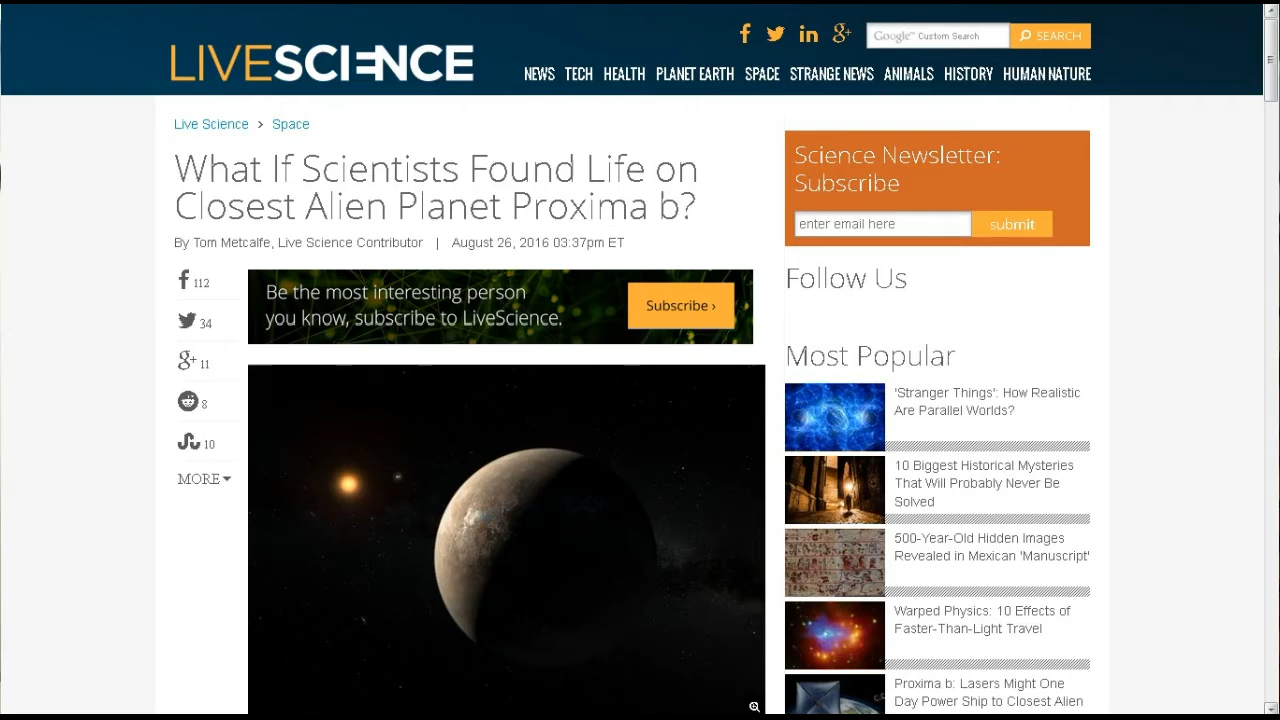 LIVESCIENCE
Google™ Custom Search
SEARCH
NEWS TECH HEALTH PLANET EARTH SPACE STRANGE NEWS ANIMALS HISTORY HUMAN NATURE
Live Science > Space
What If Scientists Found Life on
Closest Alien Planet Proxima b?
By Tom Metcalfe, Live Science Contributor | August 26, 2016 03:37pm ET
112
34
11
8
10
MORE
Be the most interesting person
you know, subscribe to LiveScience.
Subscribe ›
Science Newsletter:
Subscribe
enter email here
submit
Follow Us
Most Popular
'Stranger Things': How Realistic
Are Parallel Worlds?
10 Biggest Historical Mysteries
That Will Probably Never Be
Solved
500-Year-Old Hidden Images
Revealed in Mexican 'Manuscript'
Warped Physics: 10 Effects of
Faster-Than-Light Travel
Proxima b: Lasers Might One
Day Power Ship to Closest Alien